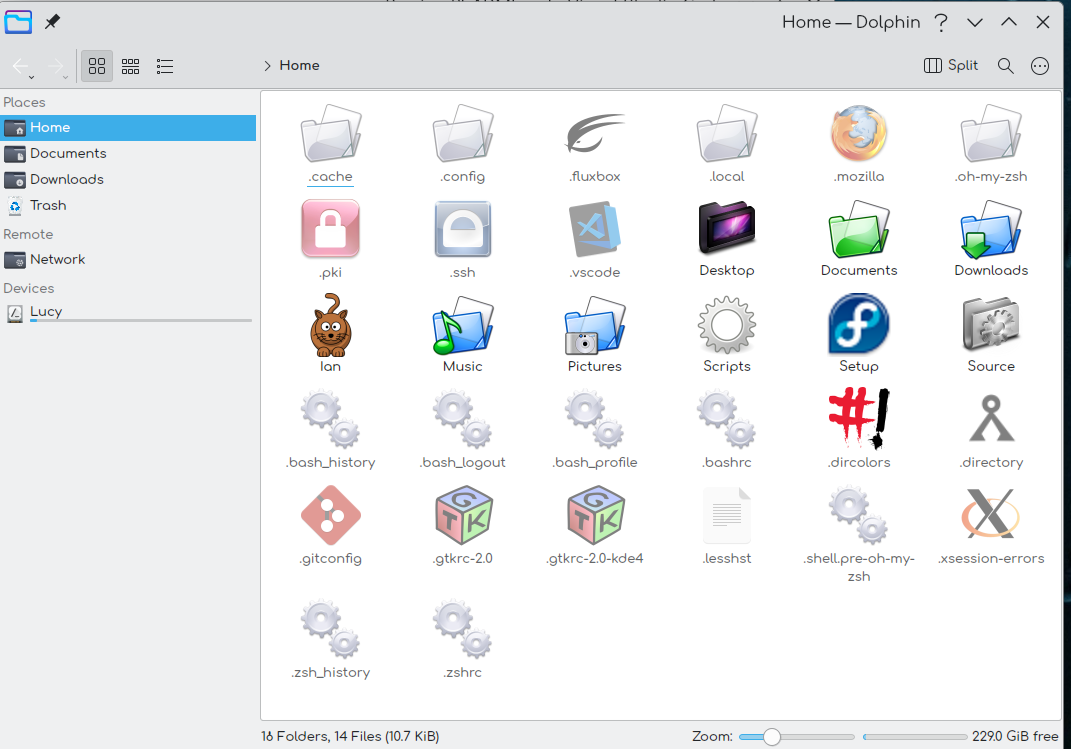 Home — Dolphin
Home
Split
Places
Home
Documents
Downloads
Trash
Remote
Network
Devices
Lucy
.cache .config .fluxbox .local .mozilla .oh-my-zsh
.pki .ssh .vscode Desktop Documents Downloads
Ian Music Pictures Scripts Setup Source
.bash_history .bash_logout .bash_profile .bashrc .dircolors .directory
.gitconfig .gtkrc-2.0 .gtkrc-2.0-kde4 .lesshst .shell.pre-oh-my- .xsession-errors
zsh
.zsh_history .zshrc
16 Folders, 14 Files (10.7 KiB) Zoom: 229.0 GiB free